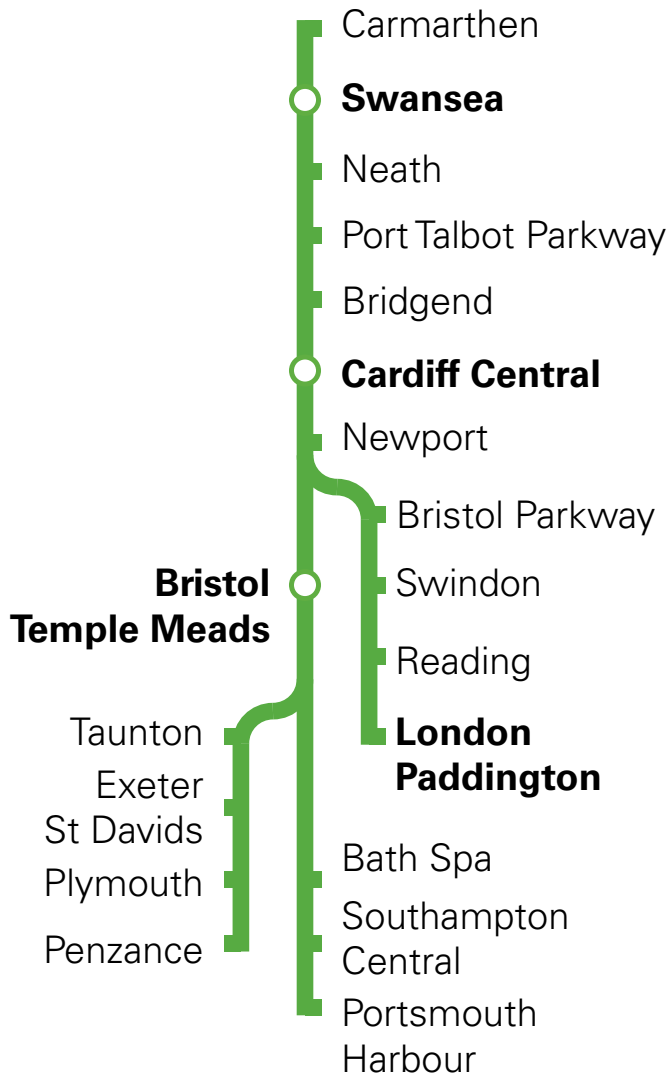 Carmarthen
Swansea
Neath
Port Talbot Parkway
Bridgend
Cardiff Central
Newport
Bristol Parkway
Bristol
Temple Meads
Swindon
Reading
London
Paddington
Taunton
Exeter
St Davids
Plymouth
Penzance
Bath Spa
Southampton
Central
Portsmouth
Harbour